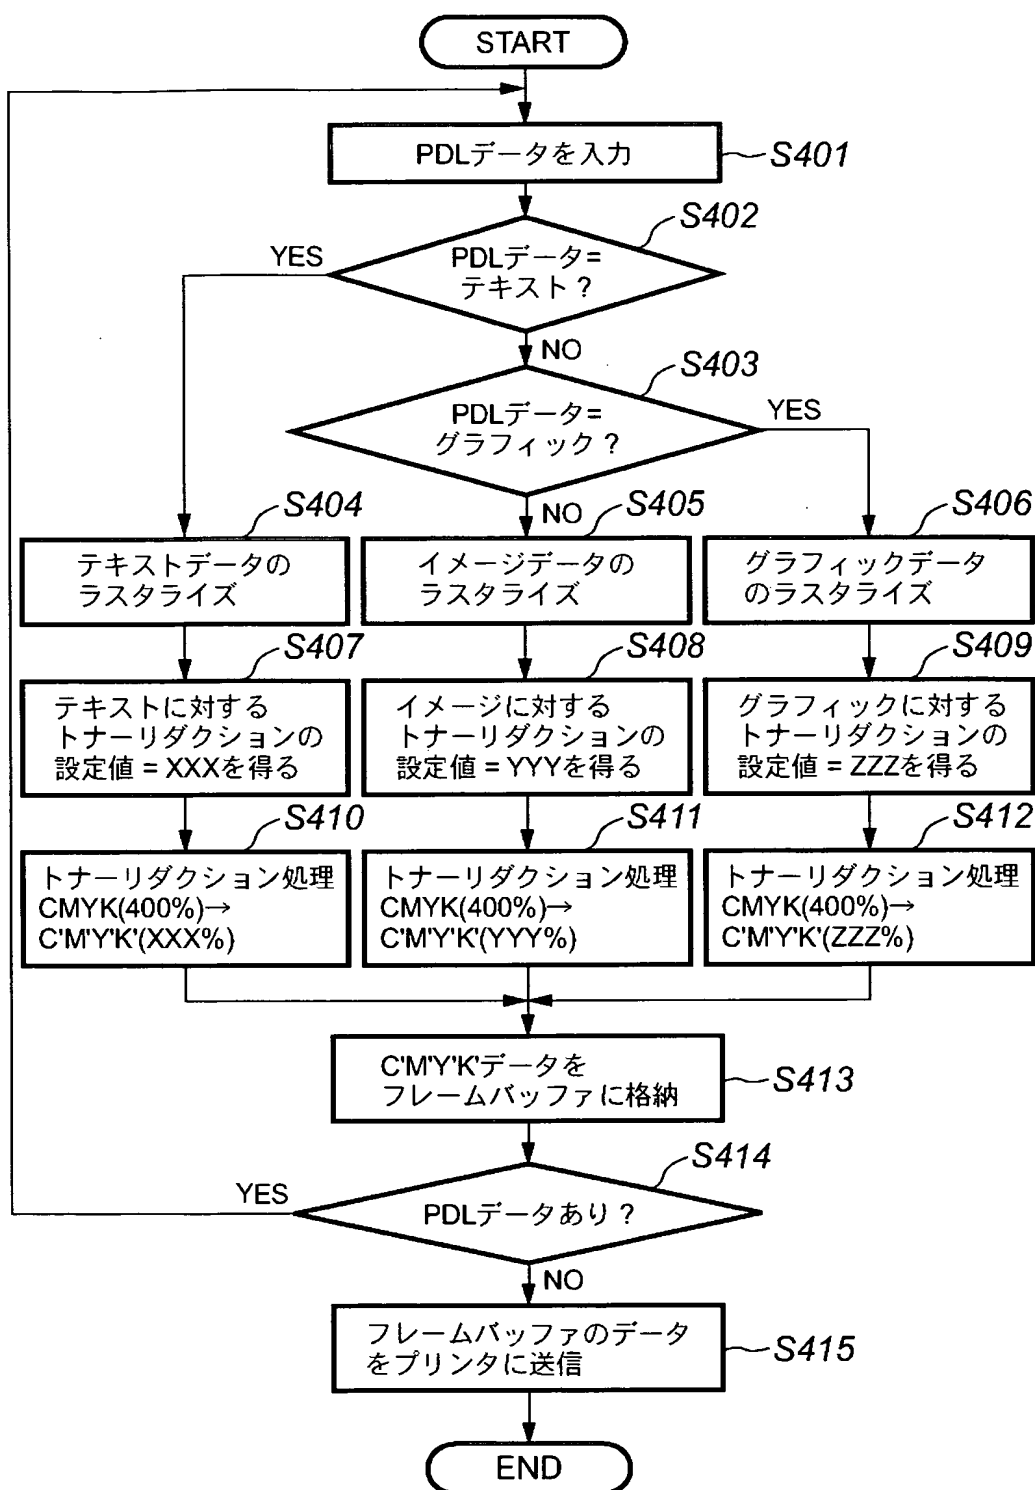 START
PDLデータを入力
S401
S402
YES
PDLデータ=
テキスト?
NO
S403
PDLデータ=
グラフィック?
YES
NO
S404
テキストデータの
ラスタライズ
S405
イメージデータの
ラスタライズ
S406
グラフィックデータ
のラスタライズ
S407
テキストに対する
トナーリダクションの
設定値 = XXXを得る
S408
イメージに対する
トナーリダクションの
設定値 = YYYを得る
S409
グラフィックに対する
トナーリダクションの
設定値 = ZZZを得る
S410
トナーリダクション処理
CMYK(400%)→
C'M'Y'K'(XXX%)
S411
トナーリダクション処理
CMYK(400%)→
C'M'Y'K'(YYY%)
S412
トナーリダクション処理
CMYK(400%)→
C'M'Y'K'(ZZZ%)
C'M'Y'K'データを
フレームバッファに格納
S413
S414
YES
PDLデータあり?
NO
フレームバッファのデータ
をプリンタに送信
S415
END